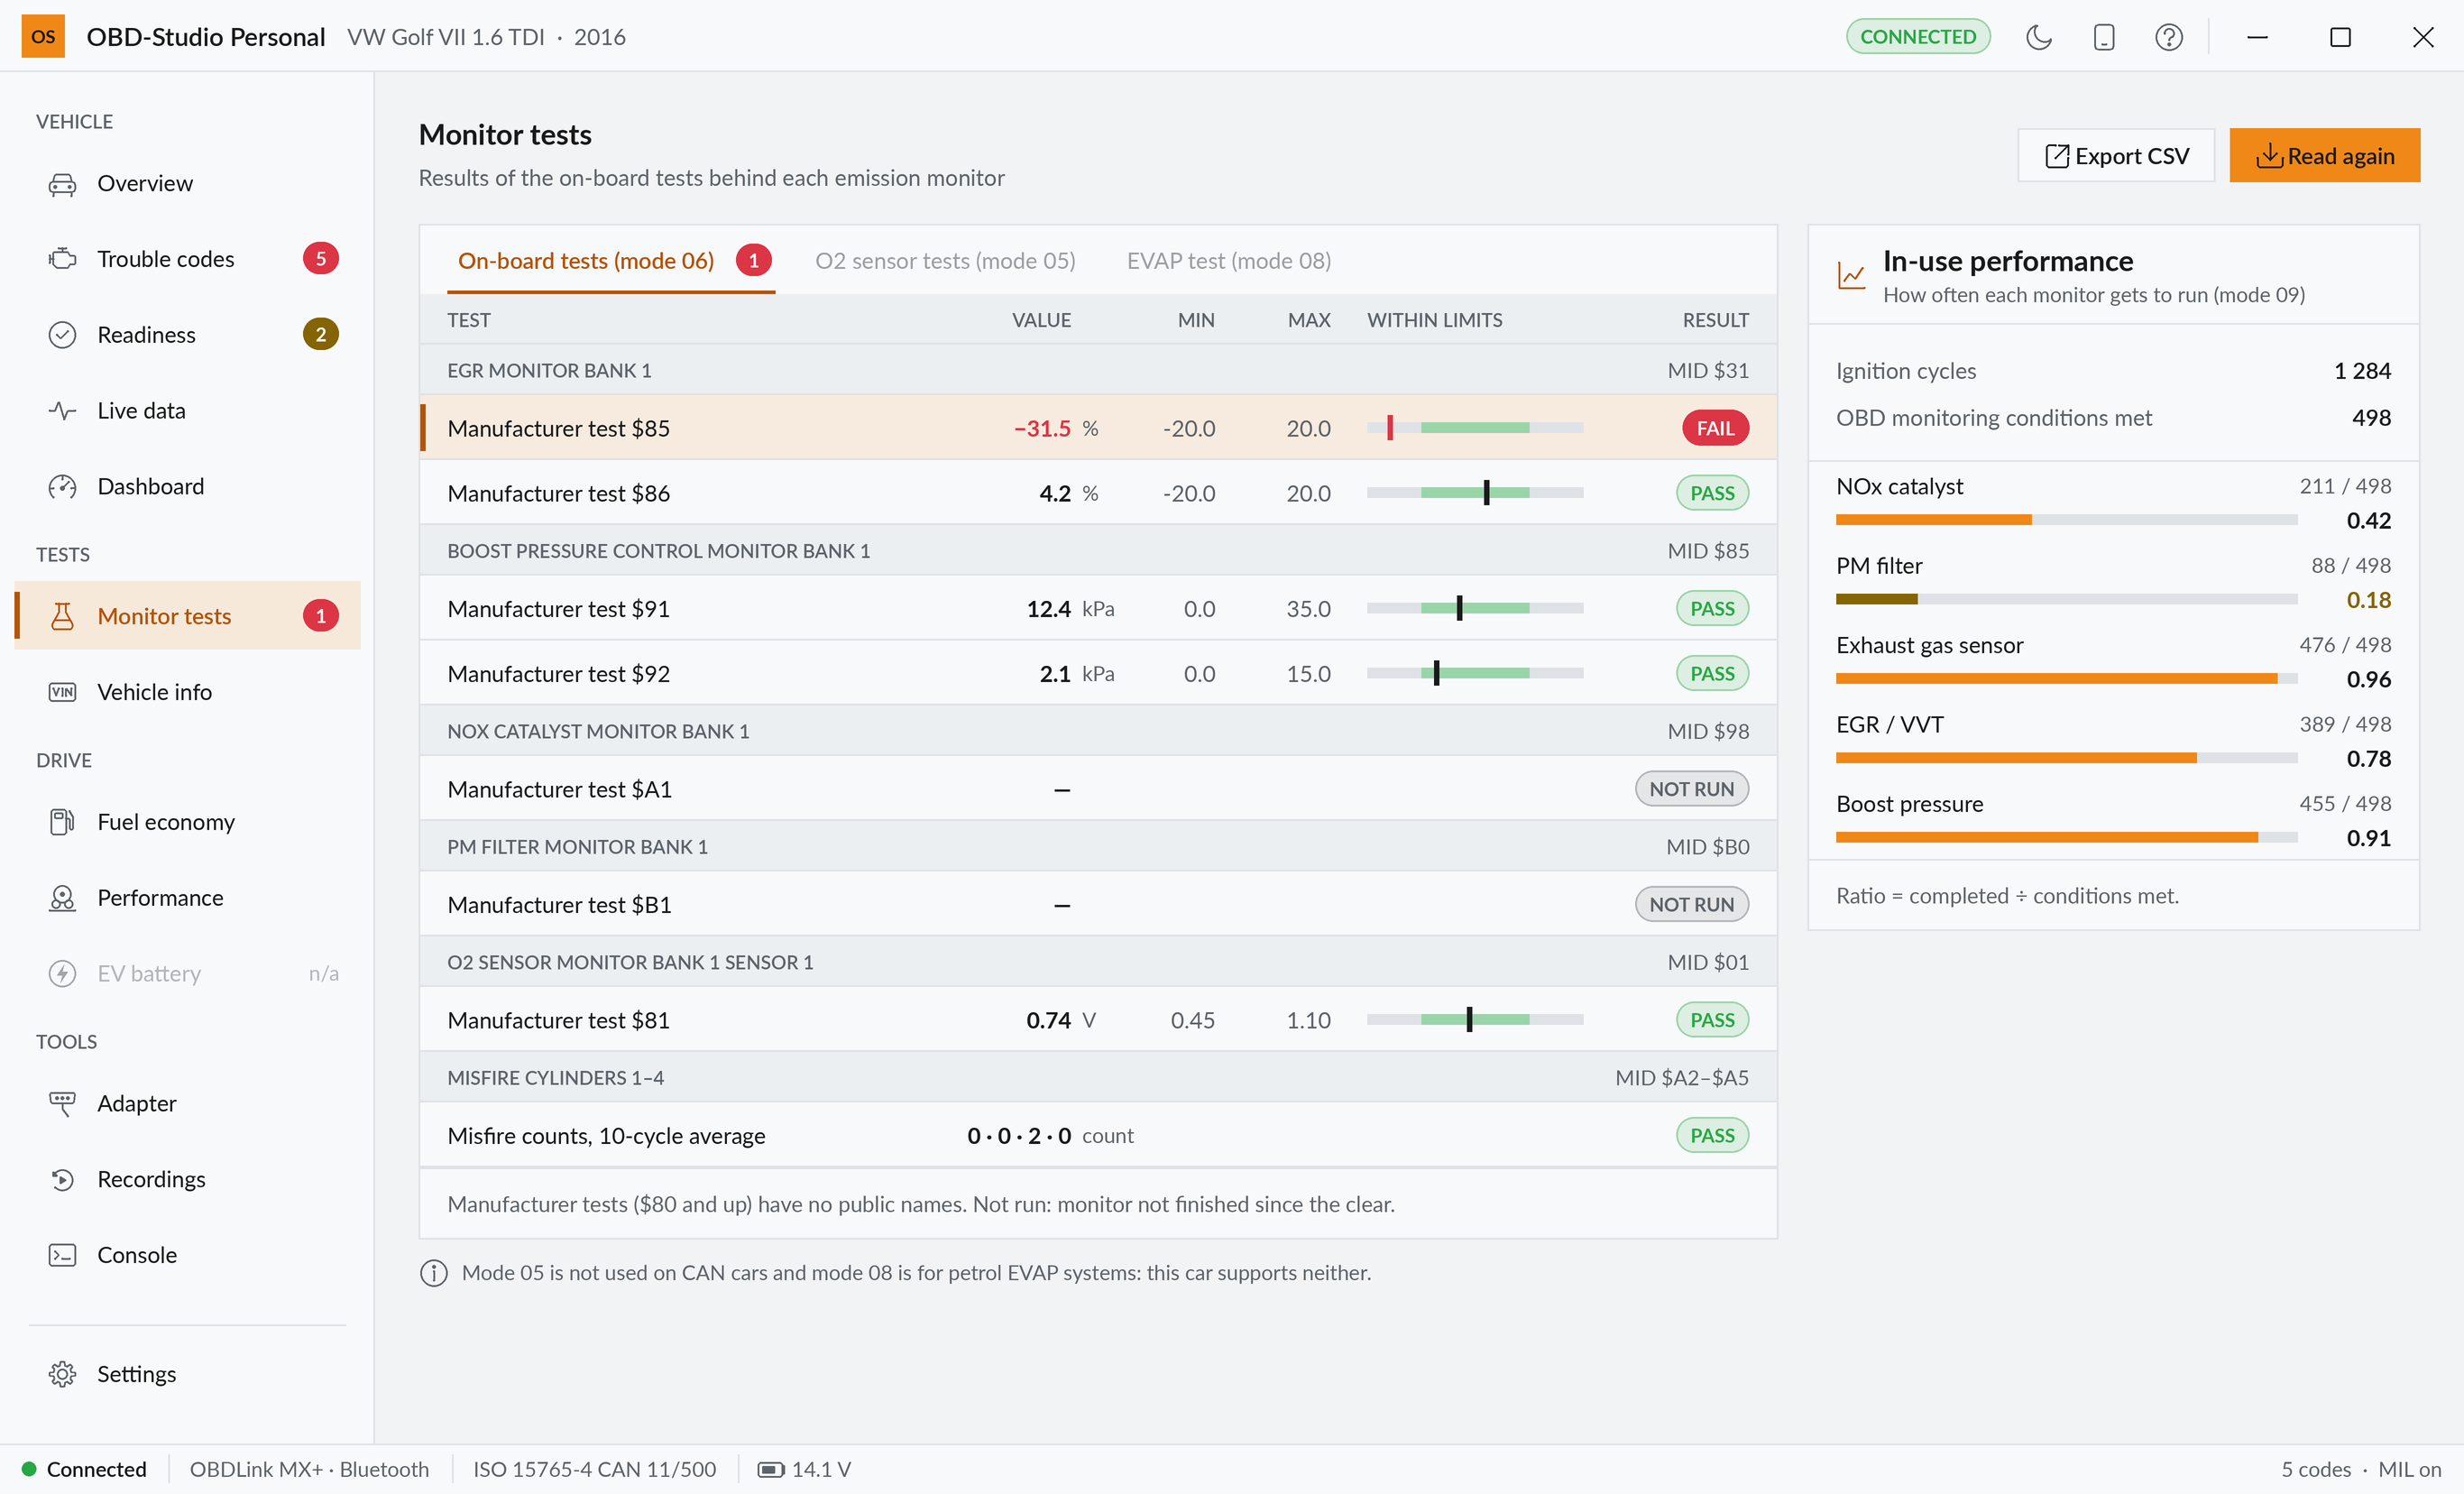 OS OBD-Studio Personal VW Golf VII 1.6 TDI · 2016 CONNECTED
VEHICLE
Overview
Trouble codes 5
Readiness 2
Live data
Dashboard
TESTS
Monitor tests 1
VIN Vehicle info
DRIVE
Fuel economy
Performance
EV battery n/a
TOOLS
Adapter
Recordings
Console
Settings
Monitor tests
Results of the on-board tests behind each emission monitor
Export CSV Read again
On-board tests (mode 06) 1 O2 sensor tests (mode 05) EVAP test (mode 08)
TEST VALUE MIN MAX WITHIN LIMITS RESULT
EGR MONITOR BANK 1 MID $31
Manufacturer test $85 −31.5 % -20.0 20.0 FAIL
Manufacturer test $86 4.2 % -20.0 20.0 PASS
BOOST PRESSURE CONTROL MONITOR BANK 1 MID $85
Manufacturer test $91 12.4 kPa 0.0 35.0 PASS
Manufacturer test $92 2.1 kPa 0.0 15.0 PASS
NOX CATALYST MONITOR BANK 1 MID $98
Manufacturer test $A1 — NOT RUN
PM FILTER MONITOR BANK 1 MID $B0
Manufacturer test $B1 — NOT RUN
O2 SENSOR MONITOR BANK 1 SENSOR 1 MID $01
Manufacturer test $81 0.74 V 0.45 1.10 PASS
MISFIRE CYLINDERS 1–4 MID $A2–$A5
Misfire counts, 10-cycle average 0 · 0 · 2 · 0 count PASS
Manufacturer tests ($80 and up) have no public names. Not run: monitor not finished since the clear.
Mode 05 is not used on CAN cars and mode 08 is for petrol EVAP systems: this car supports neither.
In-use performance
How often each monitor gets to run (mode 09)
Ignition cycles 1 284
OBD monitoring conditions met 498
NOx catalyst 211 / 498
0.42
PM filter 88 / 498
0.18
Exhaust gas sensor 476 / 498
0.96
EGR / VVT 389 / 498
0.78
Boost pressure 455 / 498
0.91
Ratio = completed ÷ conditions met.
Connected OBDLink MX+ · Bluetooth ISO 15765-4 CAN 11/500 14.1 V 5 codes · MIL on